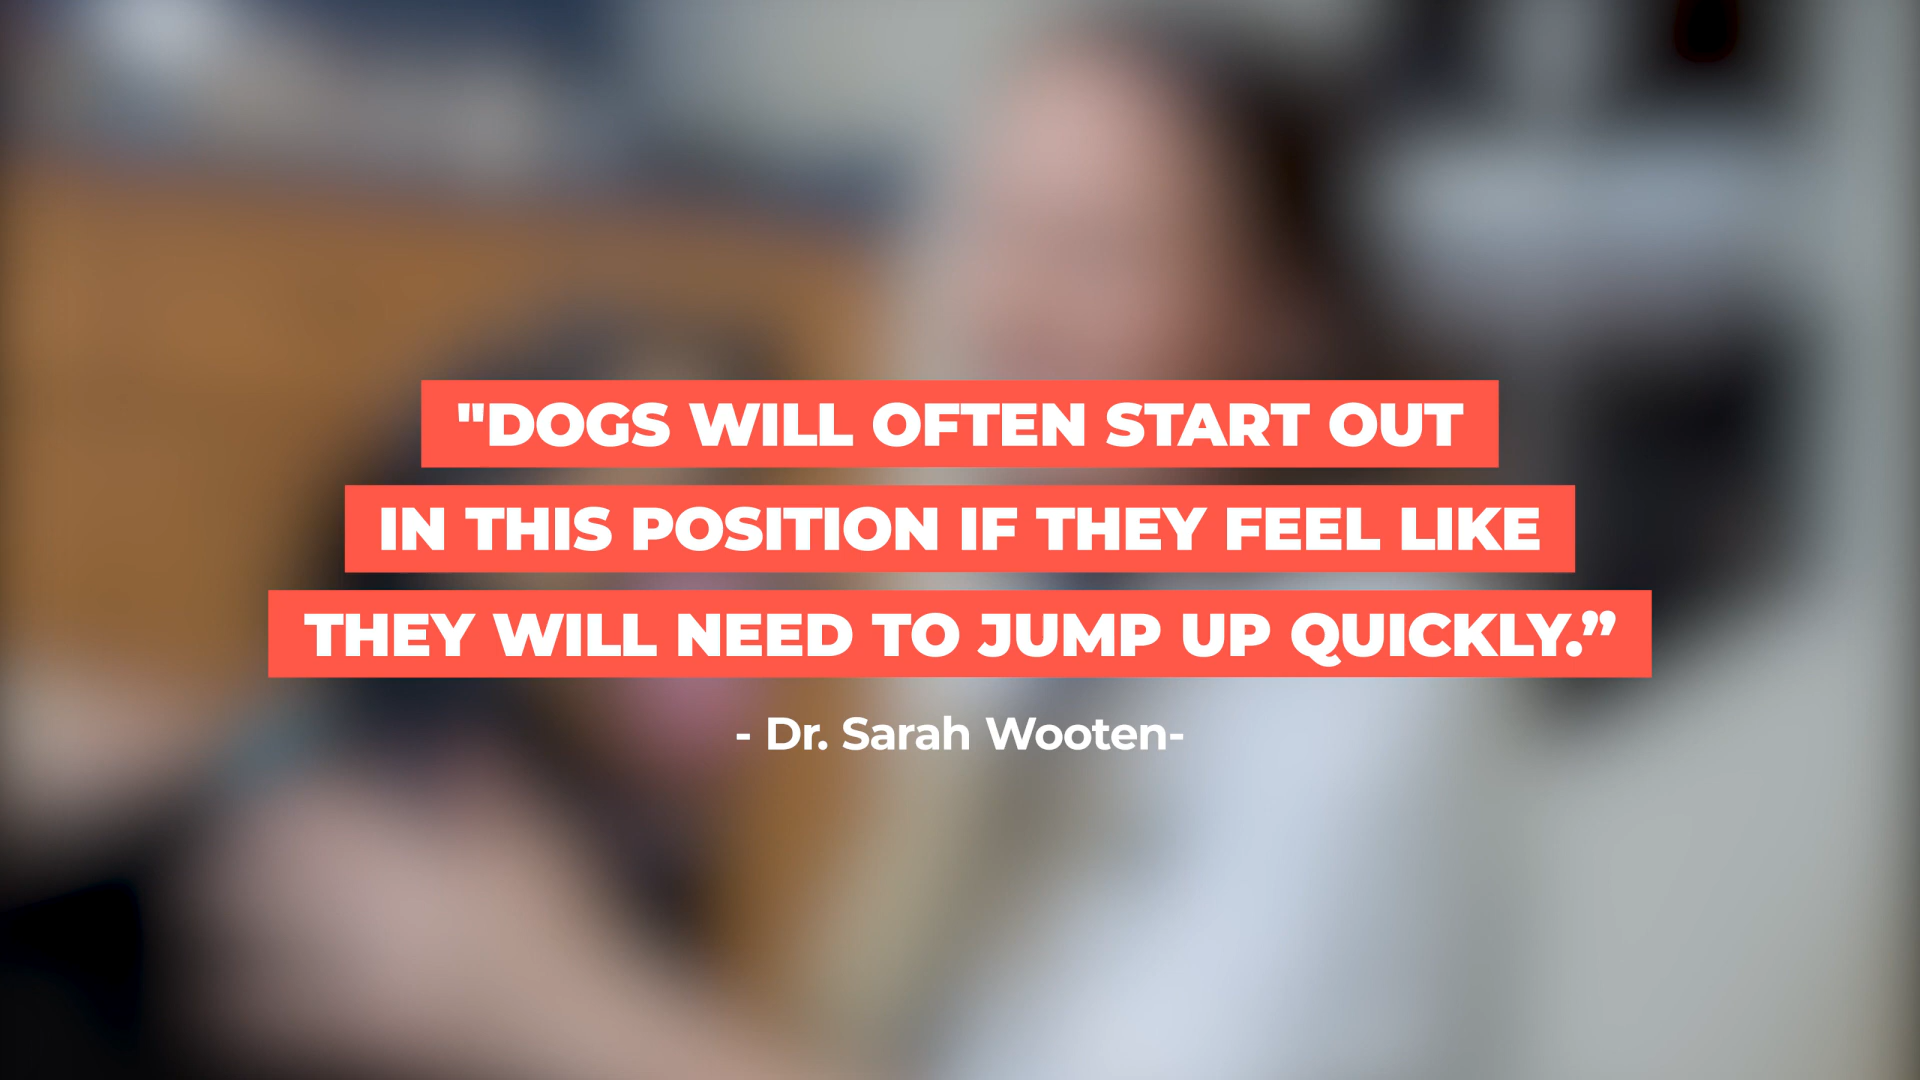 "DOGS WILL OFTEN START OUT
IN THIS POSITION IF THEY FEEL LIKE
THEY WILL NEED TO JUMP UP QUICKLY.”
- Dr. Sarah Wooten-